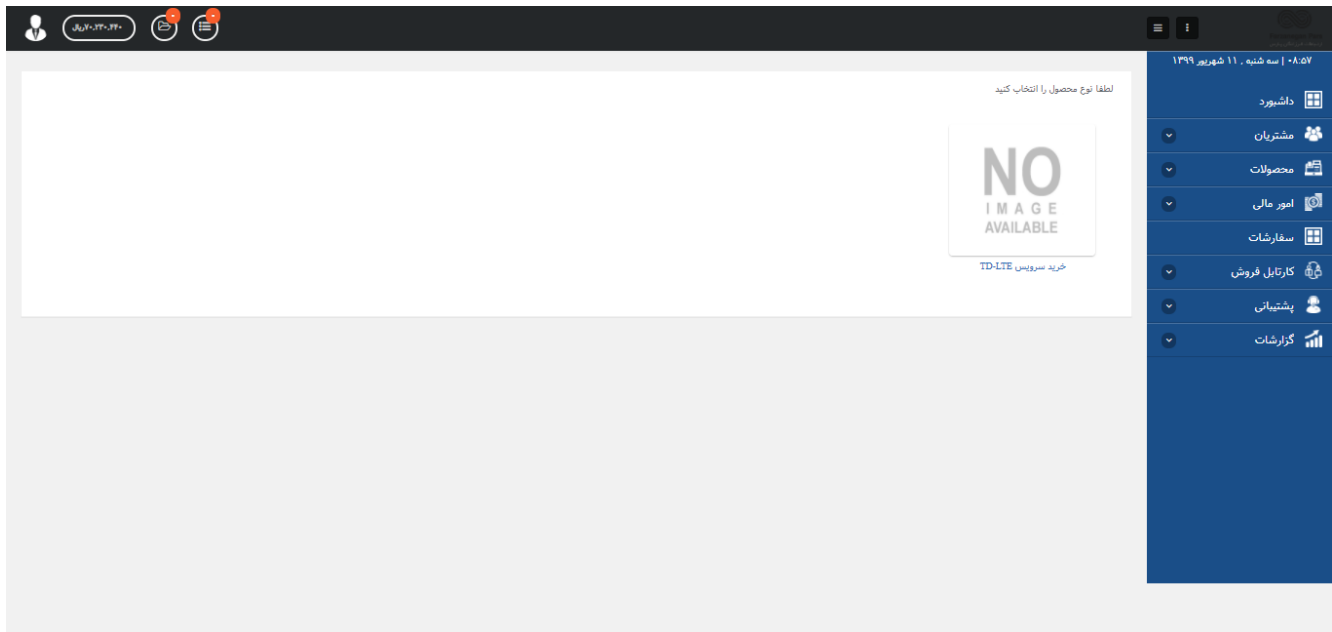 ۷۰,۲۳۰,۴۴۰ریال
۰۸:۵۷ | سه شنبه , ۱۱ شهریور ۱۳۹۹
داشبورد
مشتریان
محصولات
امور مالی
سفارشات
کارتابل فروش
پشتیبانی
گزارشات
لطفا نوع محصول را انتخاب کنید
NO
IMAGE
AVAILABLE
خرید سرویس TD-LTE